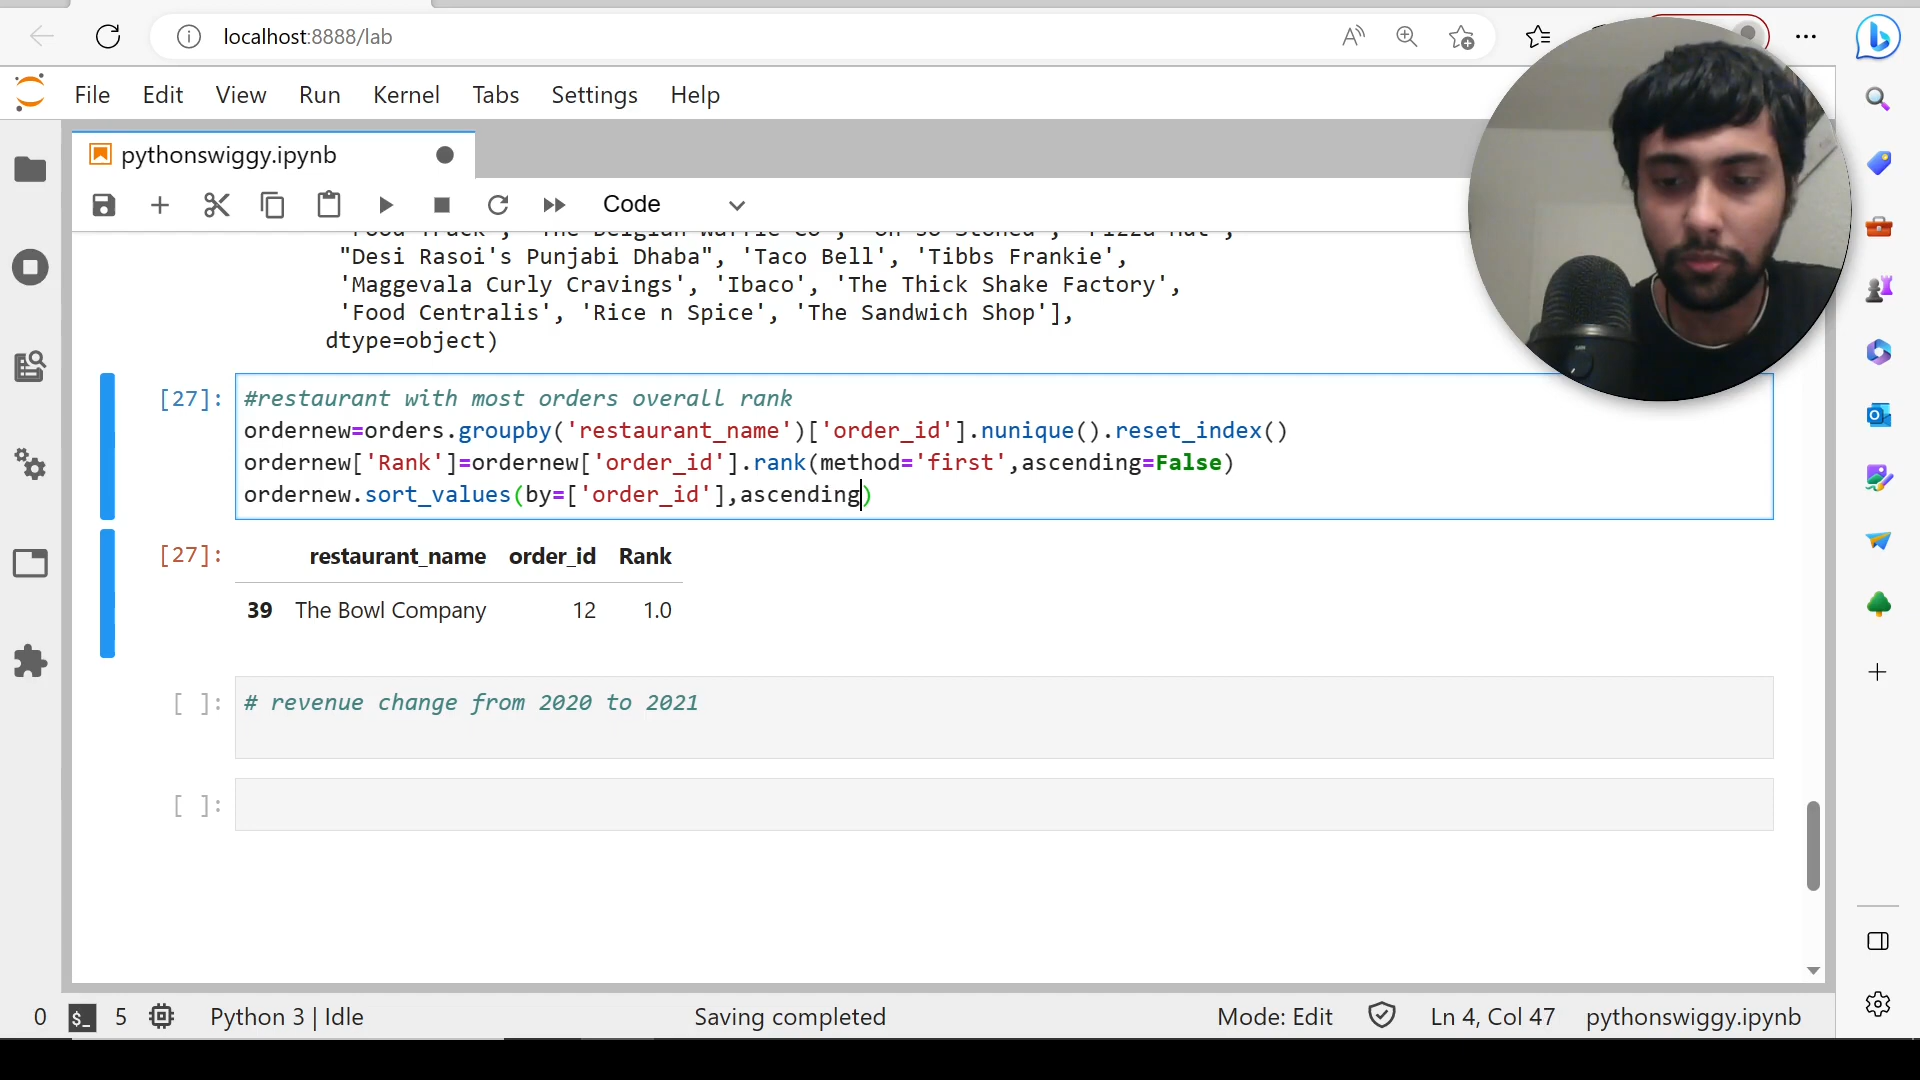 localhost:8888/lab
File Edit View Run Kernel Tabs Settings Help
pythonswiggy.ipynb
Code
"Desi Rasoi's Punjabi Dhaba", 'Taco Bell', 'Tibbs Frankie',
'Maggevala Curly Cravings', 'Ibaco', 'The Thick Shake Factory',
'Food Centralis', 'Rice n Spice', 'The Sandwich Shop'],
dtype=object)
[27]: #restaurant with most orders overall rank
ordernew=orders.groupby('restaurant_name')['order_id'].nunique().reset_index()
ordernew['Rank']=ordernew['order_id'].rank(method='first',ascending=False)
ordernew.sort_values(by=['order_id'],ascending)
[27]: restaurant_name order_id Rank
39 The Bowl Company 12 1.0
[ ]: # revenue change from 2020 to 2021
[ ]:
0 $_ 5 Python 3 | Idle Saving completed Mode: Edit Ln 4, Col 47 pythonswiggy.ipynb